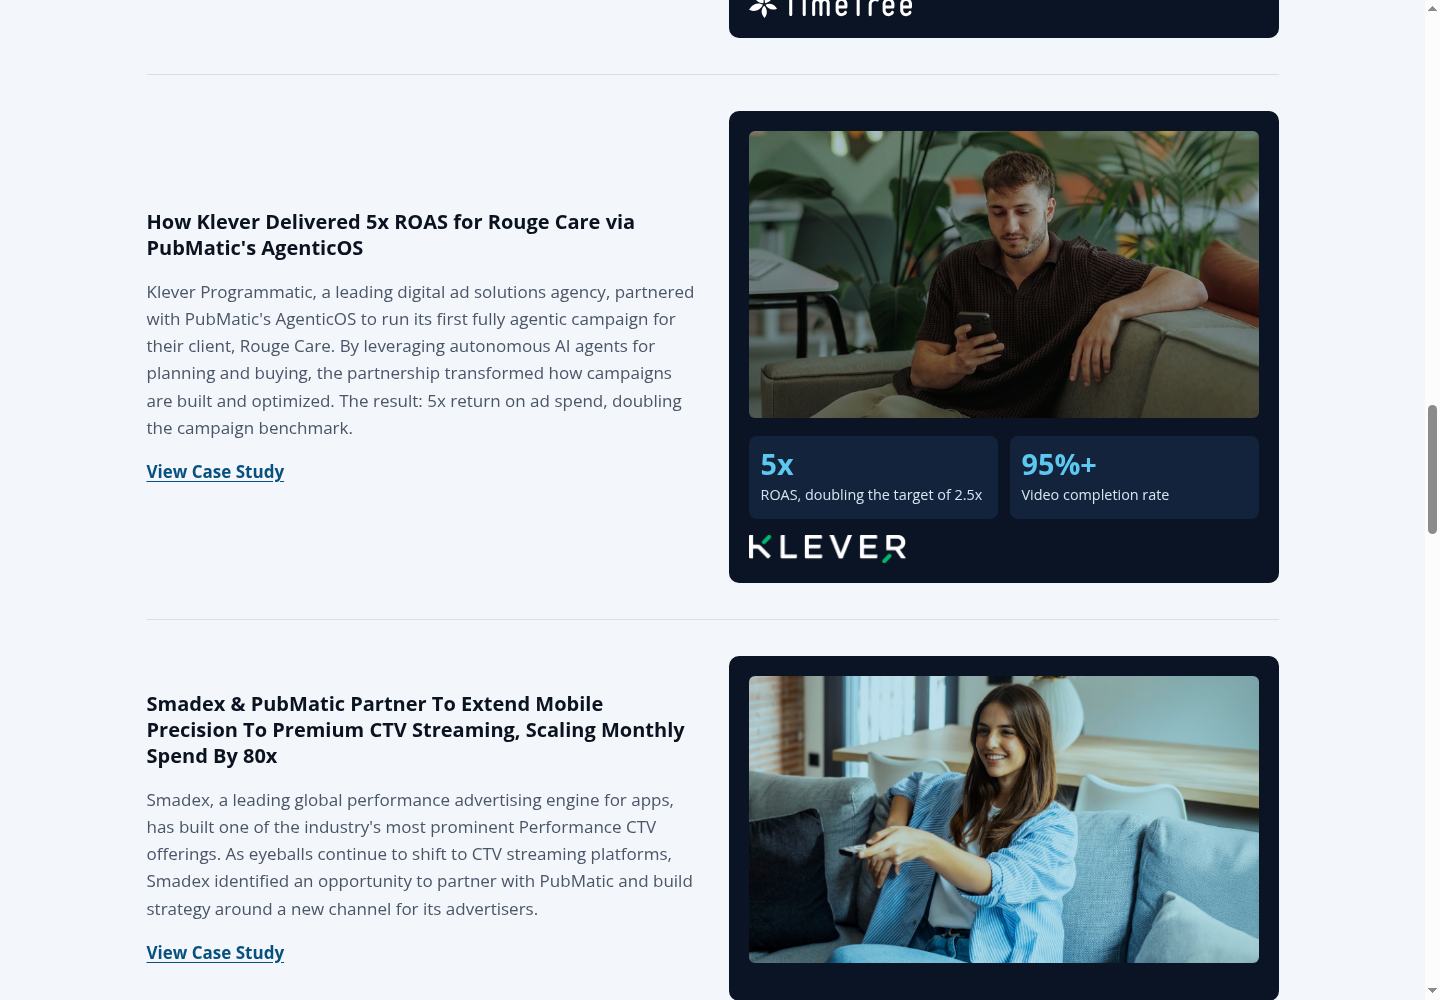 TimeTree
How Klever Delivered 5x ROAS for Rouge Care via
PubMatic's AgenticOS
Klever Programmatic, a leading digital ad solutions agency, partnered
with PubMatic's AgenticOS to run its first fully agentic campaign for
their client, Rouge Care. By leveraging autonomous AI agents for
planning and buying, the partnership transformed how campaigns
are built and optimized. The result: 5x return on ad spend, doubling
the campaign benchmark.
View Case Study
5x
ROAS, doubling the target of 2.5x
95%+
Video completion rate
KLEVER
Smadex & PubMatic Partner To Extend Mobile
Precision To Premium CTV Streaming, Scaling Monthly
Spend By 80x
Smadex, a leading global performance advertising engine for apps,
has built one of the industry's most prominent Performance CTV
offerings. As eyeballs continue to shift to CTV streaming platforms,
Smadex identified an opportunity to partner with PubMatic and build
strategy around a new channel for its advertisers.
View Case Study